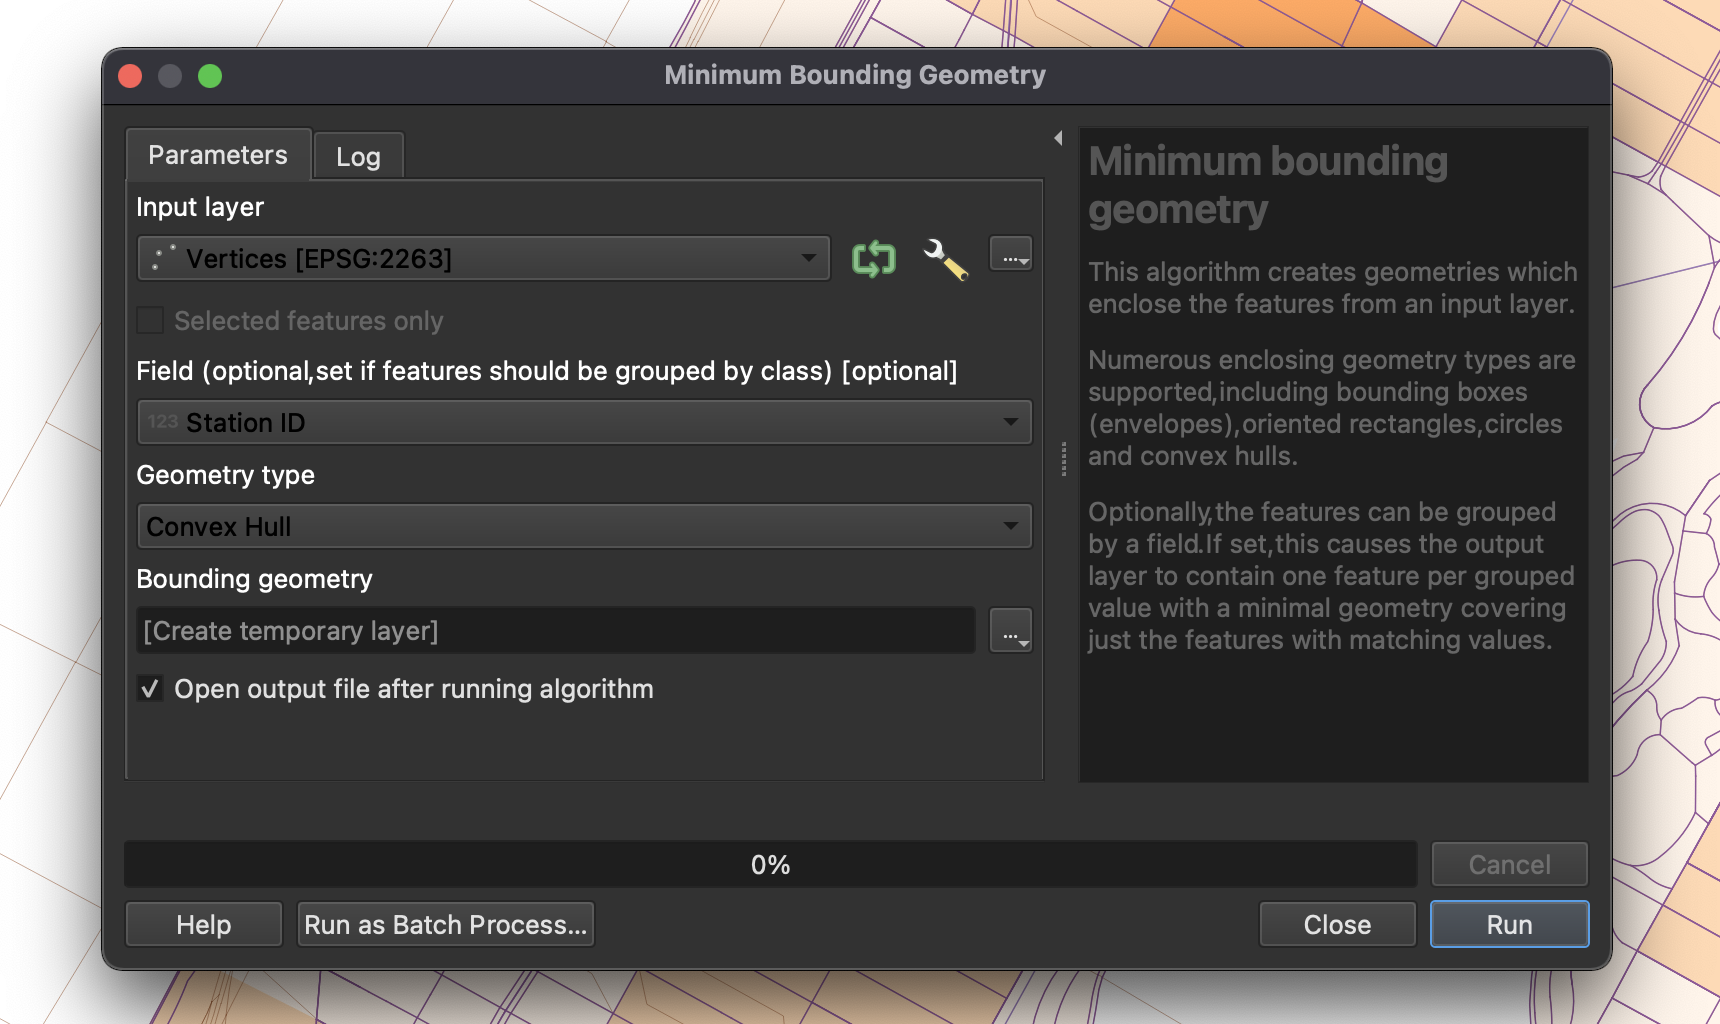 Minimum Bounding Geometry
Parameters
Log
Input layer
Vertices [EPSG:2263]
...
Selected features only
Field (optional,set if features should be grouped by class) [optional]
123 Station ID
Geometry type
Convex Hull
Bounding geometry
[Create temporary layer]
...
Open output file after running algorithm
Minimum bounding
geometry
This algorithm creates geometries which
enclose the features from an input layer.
Numerous enclosing geometry types are
supported,including bounding boxes
(envelopes),oriented rectangles,circles
and convex hulls.
Optionally,the features can be grouped
by a field.If set,this causes the output
layer to contain one feature per grouped
value with a minimal geometry covering
just the features with matching values.
0%
Cancel
Help
Run as Batch Process...
Close
Run